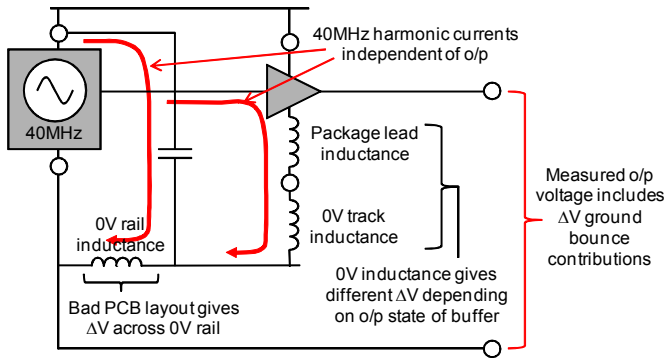 40MHz harmonic currents
independent of o/p
40MHz
Package lead
inductance
0V rail
inductance
0V track
inductance
Measured o/p
voltage includes
ΔV ground
bounce
contributions
Bad PCB layout gives
ΔV across 0V rail
0V inductance gives
different ΔV depending
on o/p state of buffer